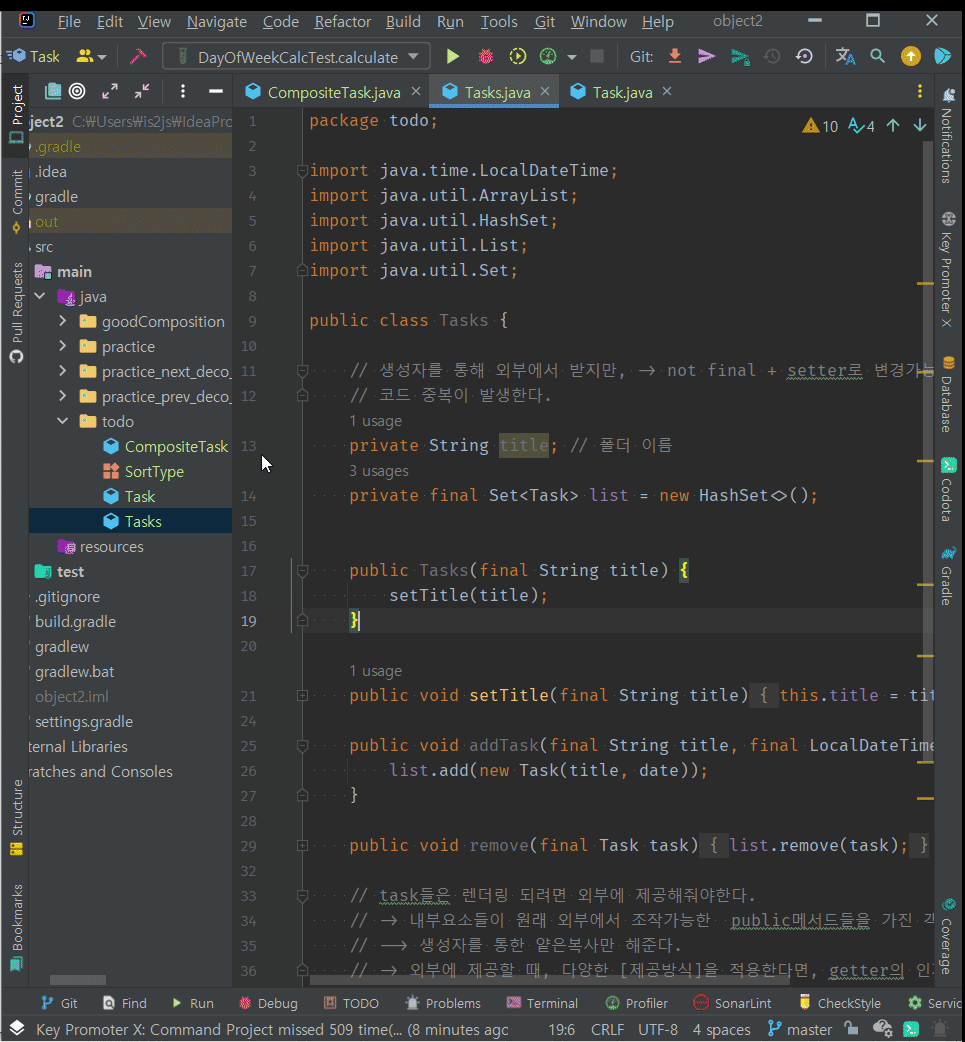 File Edit View Navigate Code Refactor Build Run Tools Git Window Help object2
Task DayOfWeekCalcTest.calculate Git:
Project
Commit
Pull Requests
Structure
Bookmarks
ject2 C:\Users\is2js\IdeaPro
.gradle
.idea
gradle
out
src
main
java
goodComposition
practice
practice_next_deco_
practice_prev_deco_
todo
CompositeTask
SortType
Task
Tasks
resources
test
.gitignore
build.gradle
gradlew
gradlew.bat
object2.iml
settings.gradle
ternal Libraries
ratches and Consoles
CompositeTask.java Tasks.java Task.java
10 4
1 package todo;
2
3 import java.time.LocalDateTime;
4 import java.util.ArrayList;
5 import java.util.HashSet;
6 import java.util.List;
7 import java.util.Set;
8
9 public class Tasks {
10
11 // 생성자를 통해 외부에서 받지만, -> not final + setter로 변경가능
12 // 코드 중복이 발생한다.
1 usage
13 private String title; // 폴더 이름
3 usages
14 private final Set<Task> list = new HashSet<>();
15
16
17 public Tasks(final String title) {
18 setTitle(title);
19 }
20
1 usage
21 public void setTitle(final String title) { this.title = tit
24
25 public void addTask(final String title, final LocalDateTime
26 list.add(new Task(title, date));
27 }
28
29 public void remove(final Task task) { list.remove(task); }
32
33 // task들은 렌더링 되려면 외부에 제공해줘야한다.
34 // -> 내부요소들이 원래 외부에서 조작가능한 public메서드들을 가진
35 // --> 생성자를 통한 얕은복사만 해준다.
36 // -> 외부에 제공할 때, 다양한 [제공방식]을 적용한다면, getter의
Notifications
Key Promoter X
Database
Codota
Gradle
Coverage
Git Find Run Debug TODO Problems Terminal Profiler SonarLint CheckStyle Servic
Key Promoter X: Command Project missed 509 time(... (8 minutes agc 19:6 CRLF UTF-8 4 spaces master